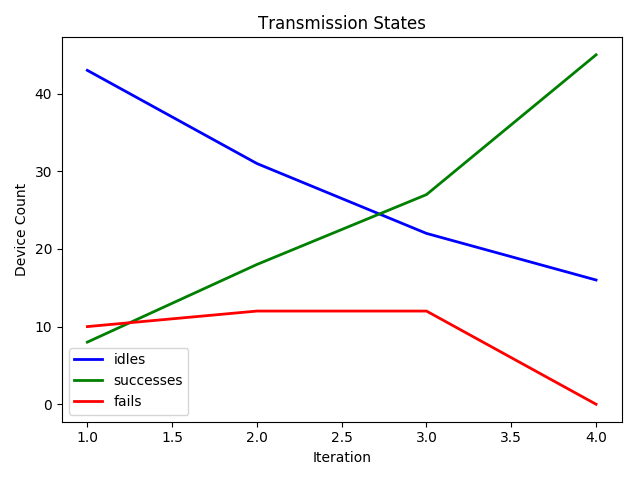 Transmission States
Device Count
40
30
20
10
0
idles
successes
fails
1.0 1.5 2.0 2.5 3.0 3.5 4.0
Iteration